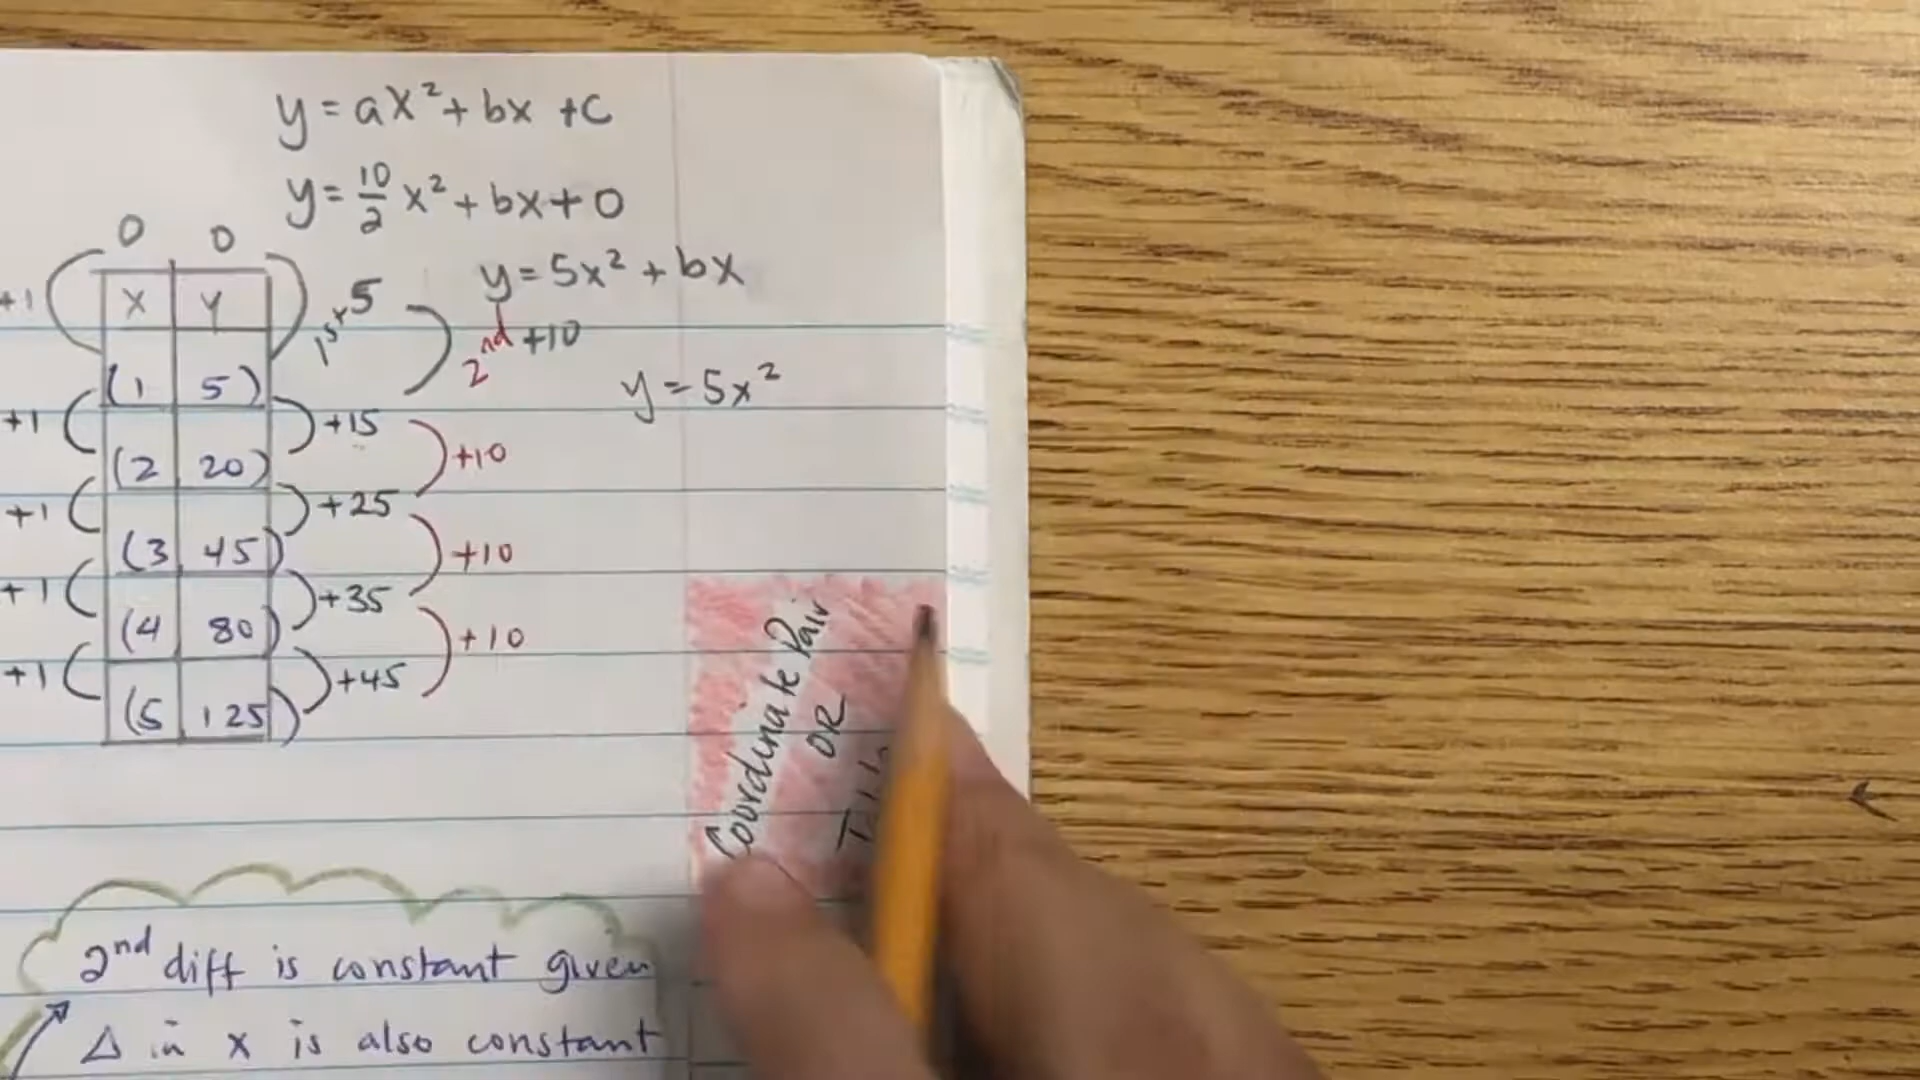 y = ax² + bx + c
y = 10/2 x² + bx + 0
0 0
y = 5x² + bx
+1 x y 1st +5 2nd +10
y = 5x²
(1 5)
+1 +15
+10
(2 20)
+1 +25
+10
(3 45)
+1 +35
+10
(4 80)
+1 +45
(5 125)
Coordinate Pair
OR
2nd diff is constant given
Δ in x is also constant